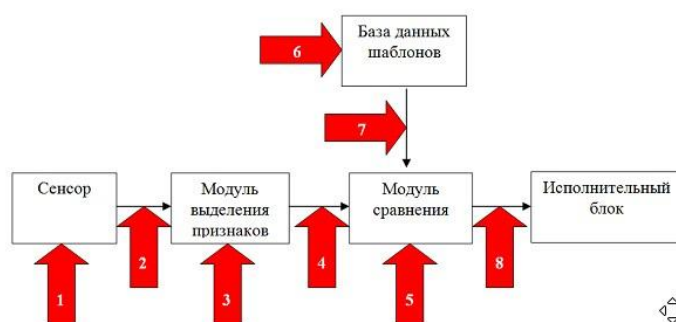 База данных
шаблонов
6
7
Сенсор
Модуль
выделения
признаков
Модуль
сравнения
Исполнительный
блок
1
2
3
4
5
8